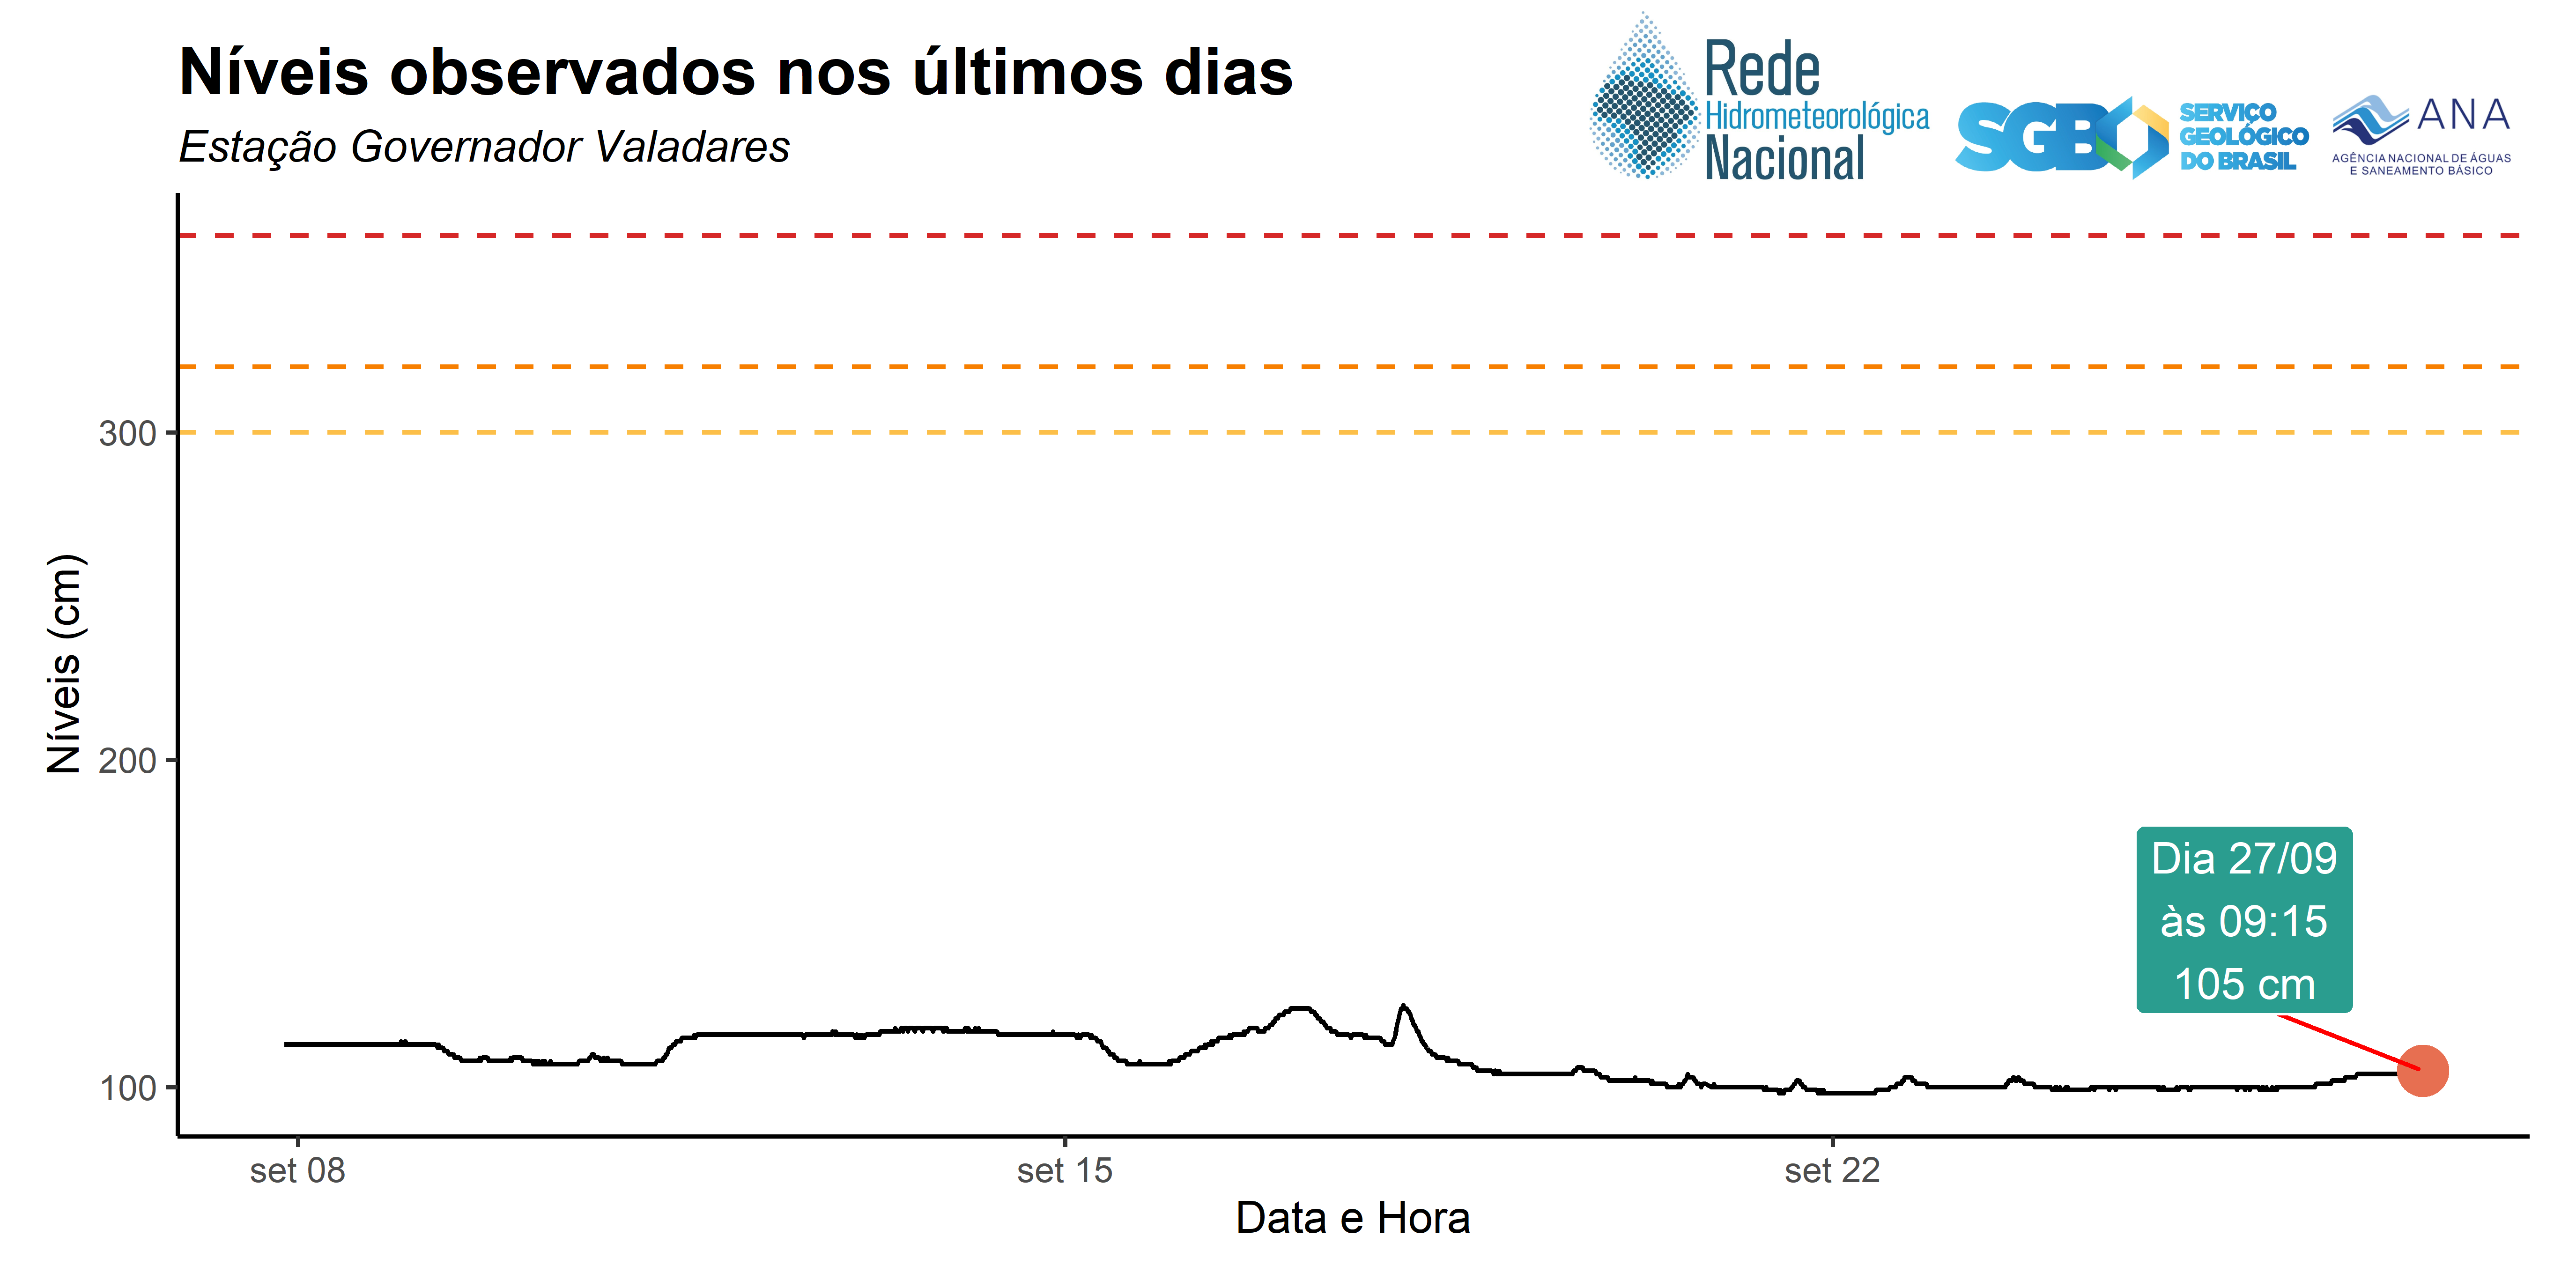 Níveis observados nos últimos dias
Estação Governador Valadares
Rede
Hidrometeorológica
Nacional
SGB
SERVIÇO
GEOLÓGICO
DO BRASIL
ANA
AGÊNCIA NACIONAL DE ÁGUAS
E SANEAMENTO BÁSICO
Níveis (cm)
300
200
100
Dia 27/09
às 09:15
105 cm
set 08
set 15
set 22
Data e Hora